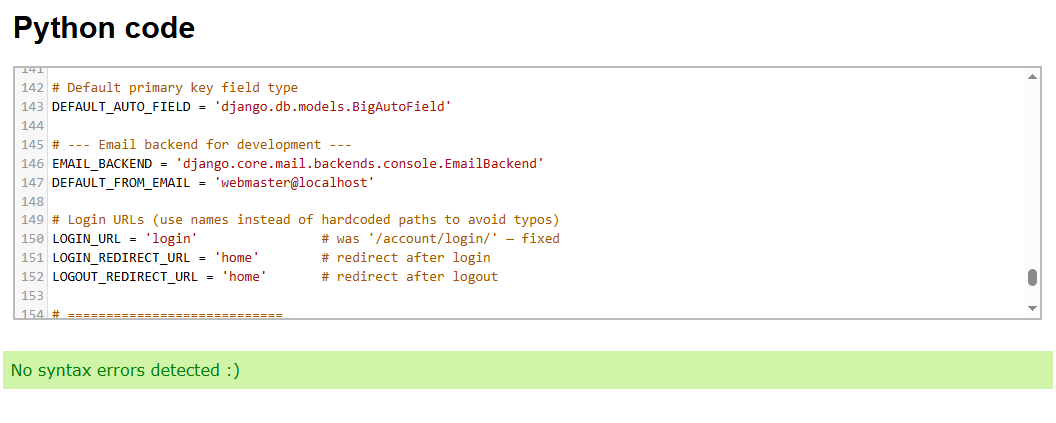 Python code
141
142 # Default primary key field type
143 DEFAULT_AUTO_FIELD = 'django.db.models.BigAutoField'
144
145 # --- Email backend for development ---
146 EMAIL_BACKEND = 'django.core.mail.backends.console.EmailBackend'
147 DEFAULT_FROM_EMAIL = 'webmaster@localhost'
148
149 # Login URLs (use names instead of hardcoded paths to avoid typos)
150 LOGIN_URL = 'login'                # was '/account/login/' — fixed
151 LOGIN_REDIRECT_URL = 'home'        # redirect after login
152 LOGOUT_REDIRECT_URL = 'home'       # redirect after logout
153
154 # ============================
No syntax errors detected :)